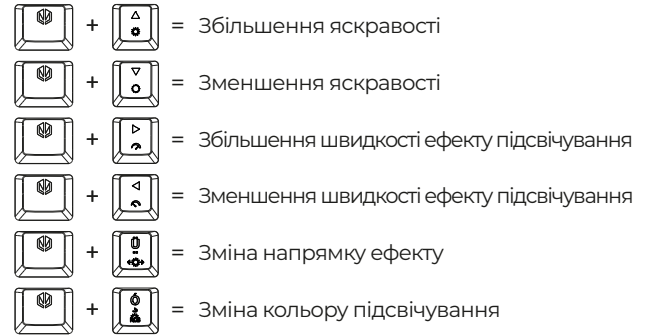 + = Збільшення яскравості
+ = Зменшення яскравості
+ = Збільшення швидкості ефекту підсвічування
+ = Зменшення швидкості ефекту підсвічування
+ = Зміна напрямку ефекту
+ = Зміна кольору підсвічування